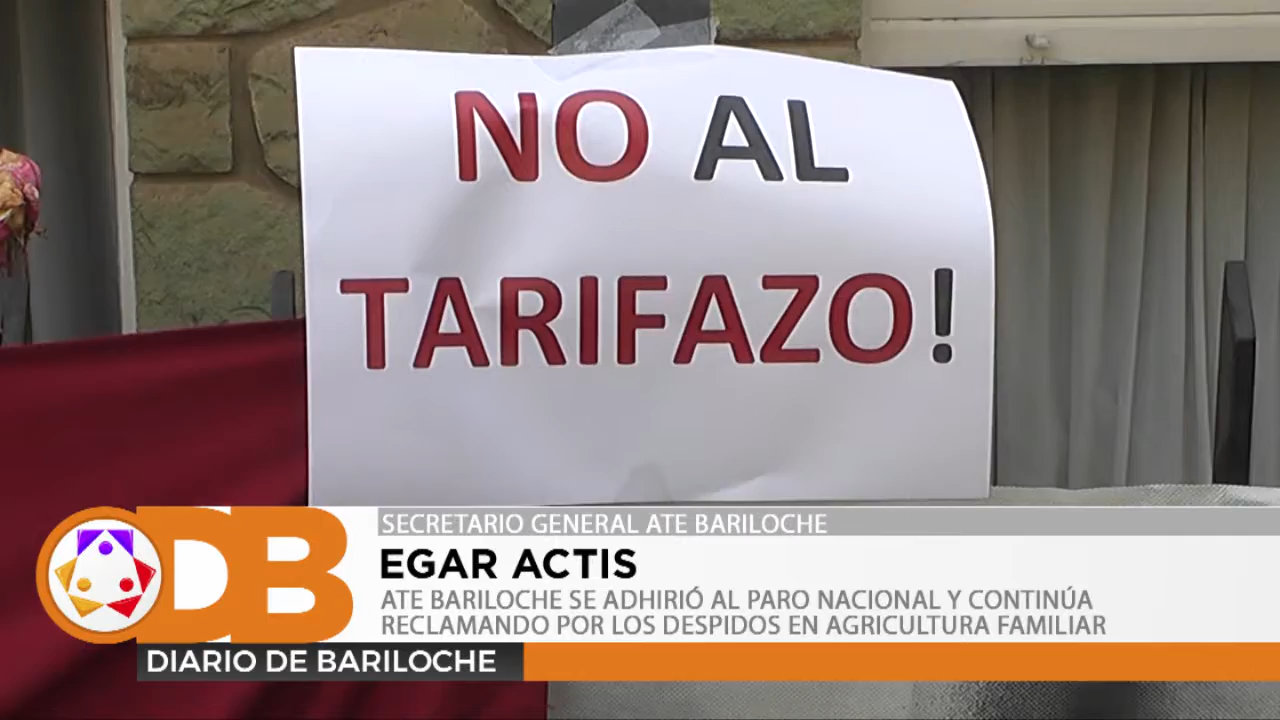 NO AL
TARIFAZO!
SECRETARIO GENERAL ATE BARILOCHE
EGAR ACTIS
ATE BARILOCHE SE ADHIRIÓ AL PARO NACIONAL Y CONTINÚA
RECLAMANDO POR LOS DESPIDOS EN AGRICULTURA FAMILIAR
DB
DIARIO DE BARILOCHE